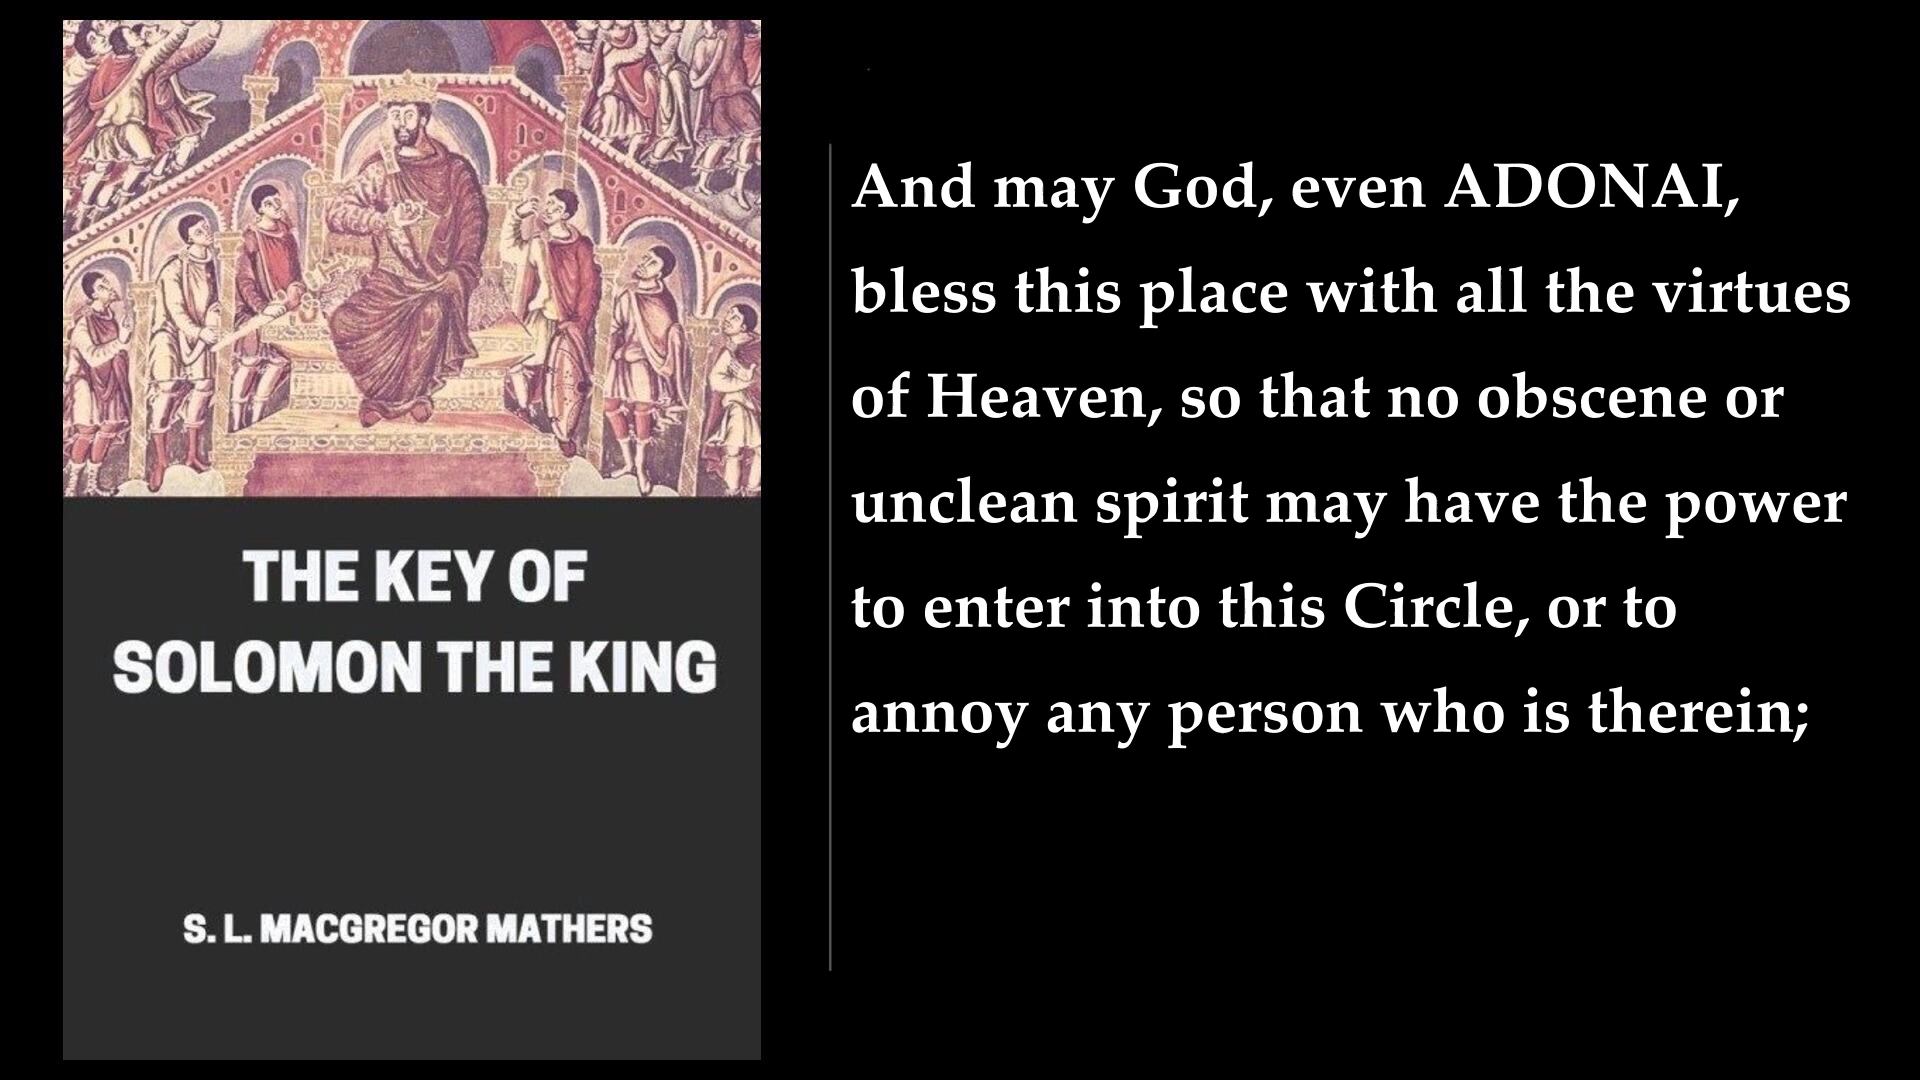 THE KEY OF
SOLOMON THE KING
S. L. MACGREGOR MATHERS
And may God, even ADONAI,
bless this place with all the virtues
of Heaven, so that no obscene or
unclean spirit may have the power
to enter into this Circle, or to
annoy any person who is therein;